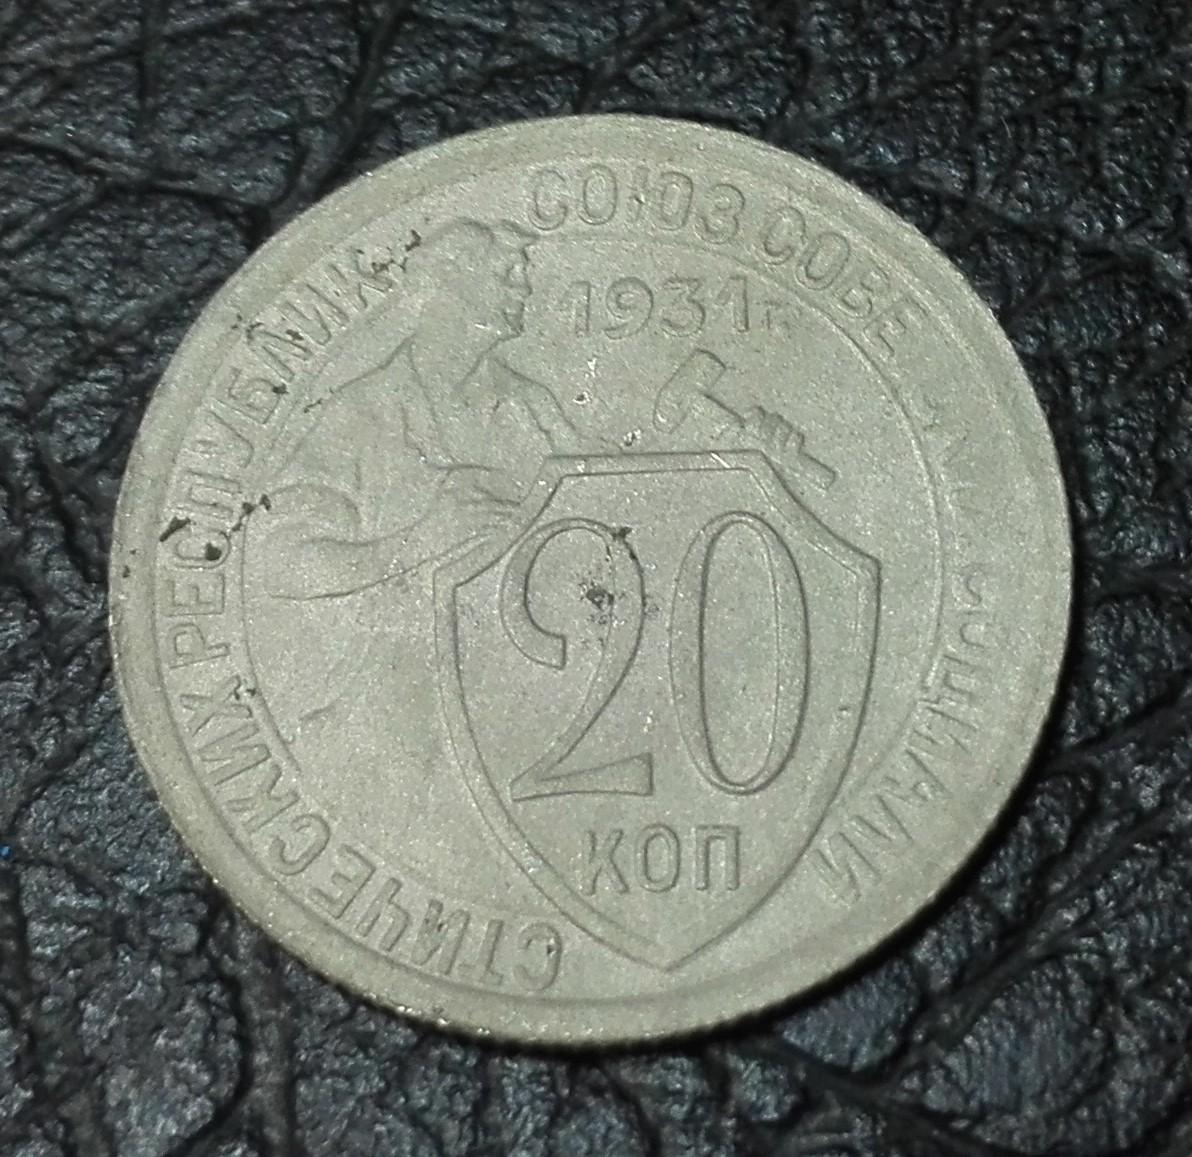 СОЮЗ СОВЕТСКИХ СОЦИАЛИСТИЧЕСКИХ РЕСПУБЛИК
1931г.
20
КОП